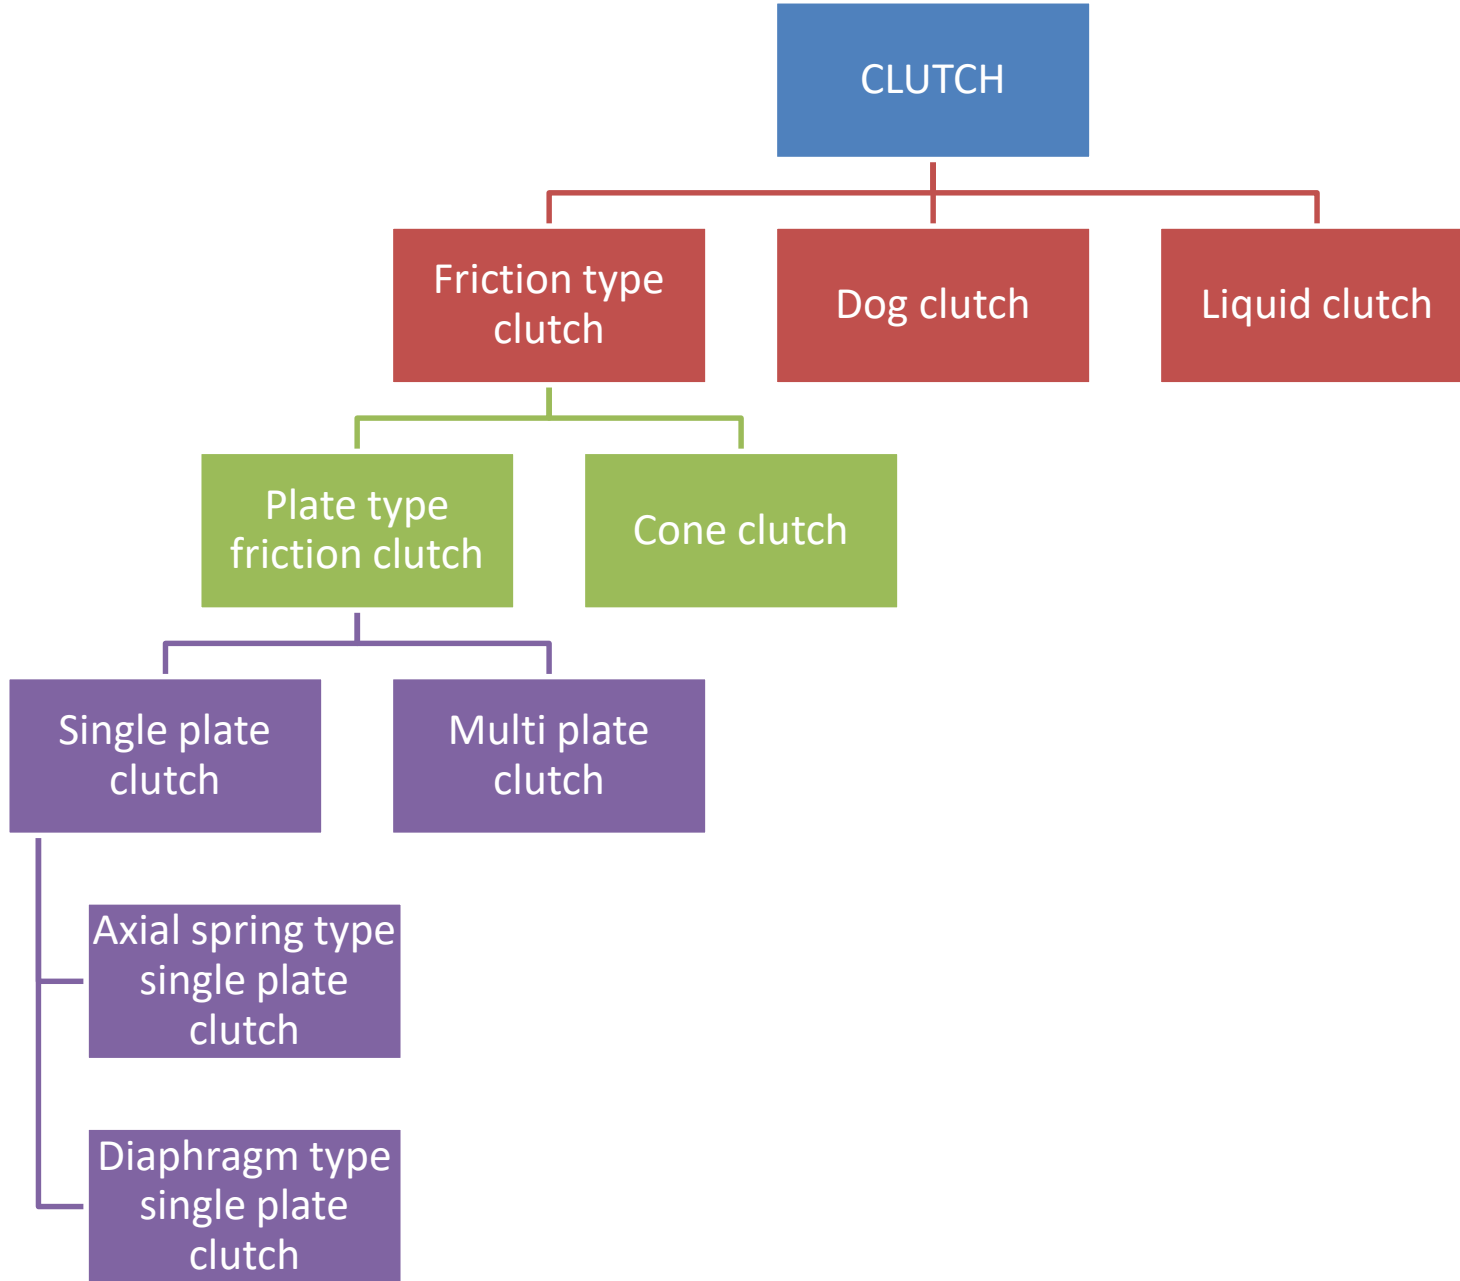 CLUTCH
Friction type
clutch
Dog clutch
Liquid clutch
Plate type
friction clutch
Cone clutch
Single plate
clutch
Multi plate
clutch
Axial spring type
single plate
clutch
Diaphragm type
single plate
clutch